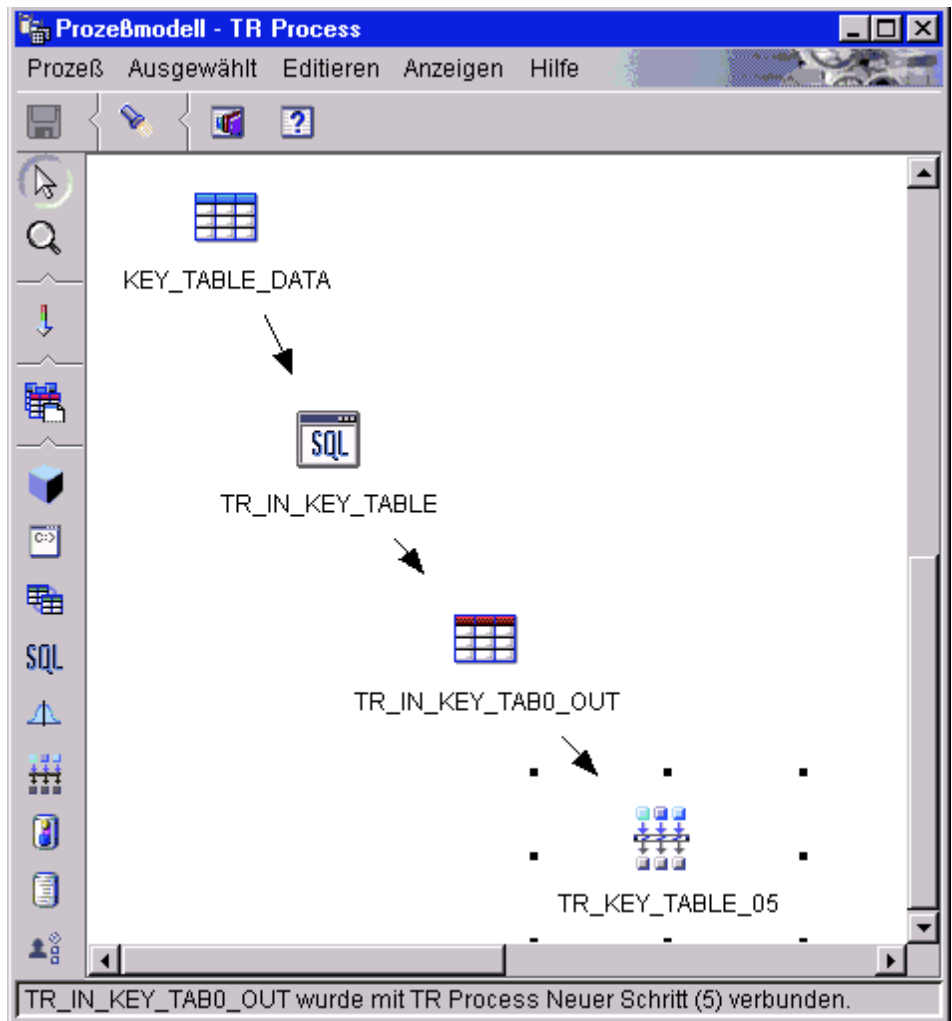 Prozeßmodell - TR Process
Prozeß Ausgewählt Editieren Anzeigen Hilfe
KEY_TABLE_DATA
SQL
TR_IN_KEY_TABLE
C:>
SQL
TR_IN_KEY_TAB0_OUT
TR_KEY_TABLE_05
TR_IN_KEY_TAB0_OUT wurde mit TR Process Neuer Schritt (5) verbunden.